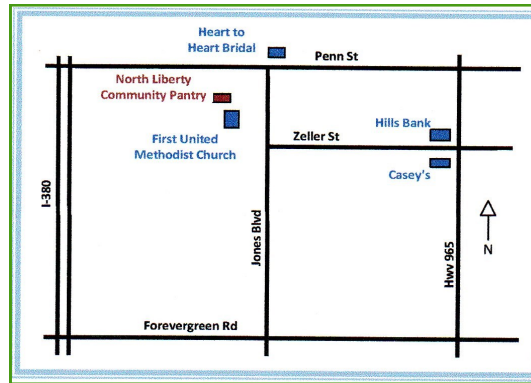 Heart to
Heart Bridal
Penn St
North Liberty
Community Pantry
First United
Methodist Church
Hills Bank
Zeller St
Casey's
I-380
Jones Blvd
Hwy 965
N
Forevergreen Rd